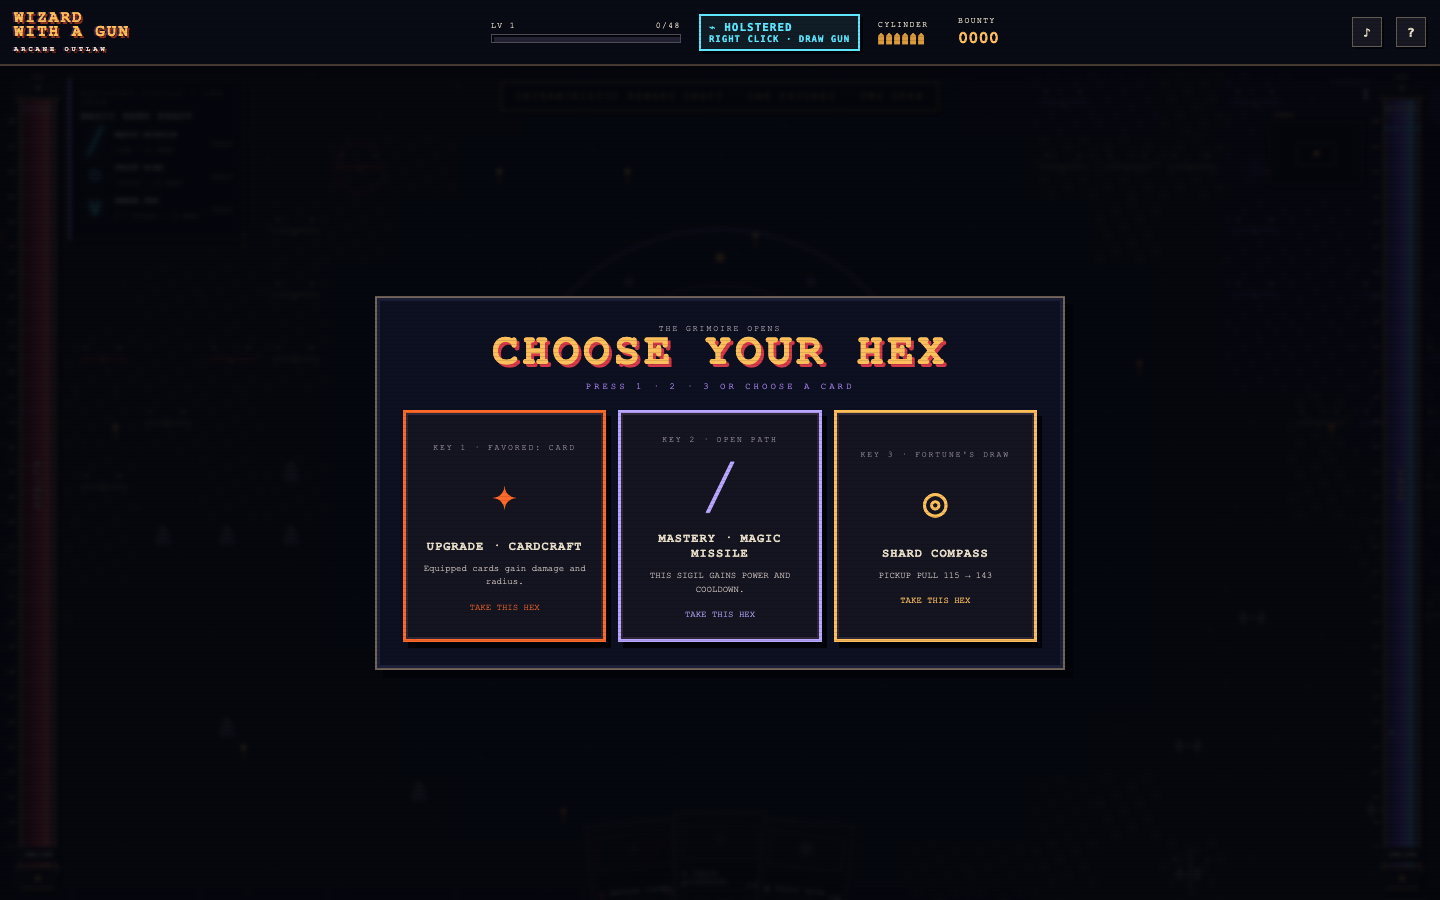 WIZARD
WITH A GUN
ARCANE OUTLAW
LV 1
0/48
⌁ HOLSTERED
RIGHT CLICK · DRAW GUN
CYLINDER
BOUNTY
0000
♪
?
THE GRIMOIRE OPENS
CHOOSE YOUR HEX
PRESS 1 · 2 · 3 OR CHOOSE A CARD
KEY 1 · FAVORED: CARD
UPGRADE · CARDCRAFT
Equipped cards gain damage and
radius.
TAKE THIS HEX
KEY 2 · OPEN PATH
MASTERY · MAGIC
MISSILE
THIS SIGIL GAINS POWER AND
COOLDOWN.
TAKE THIS HEX
KEY 3 · FORTUNE'S DRAW
SHARD COMPASS
PICKUP PULL 115 → 143
TAKE THIS HEX